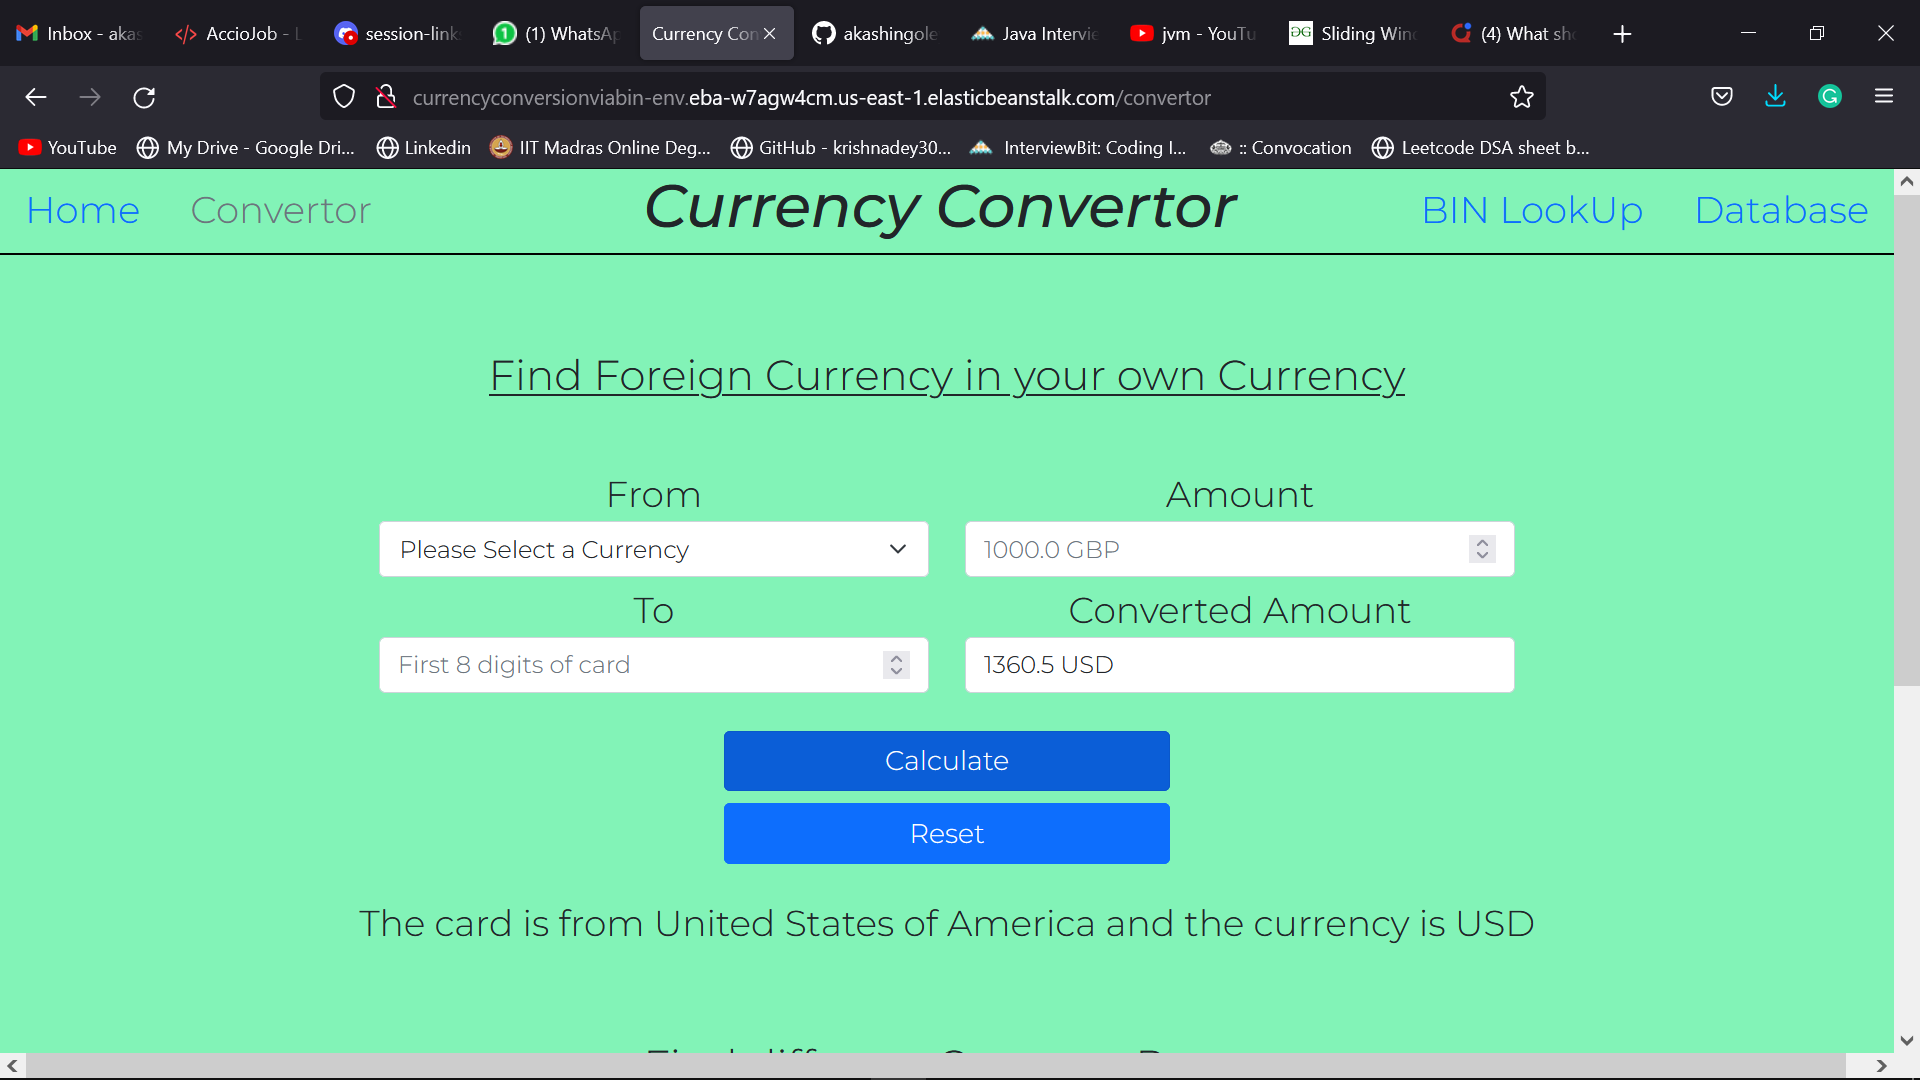 Inbox - akas
AccioJob - L
session-link
(1) WhatsAp
Currency Con
akashingole
Java Intervie
jvm - YouTu
Sliding Win
(4) What sh
currencyconversionviabin-env.eba-w7agw4cm.us-east-1.elasticbeanstalk.com/convertor
YouTube
My Drive - Google Dri...
Linkedin
IIT Madras Online Deg...
GitHub - krishnadey30...
InterviewBit: Coding I...
:: Convocation
Leetcode DSA sheet b...
Home
Convertor
Currency Convertor
BIN LookUp
Database
Find Foreign Currency in your own Currency
From
Amount
Please Select a Currency
1000.0 GBP
To
Converted Amount
First 8 digits of card
1360.5 USD
Calculate
Reset
The card is from United States of America and the currency is USD